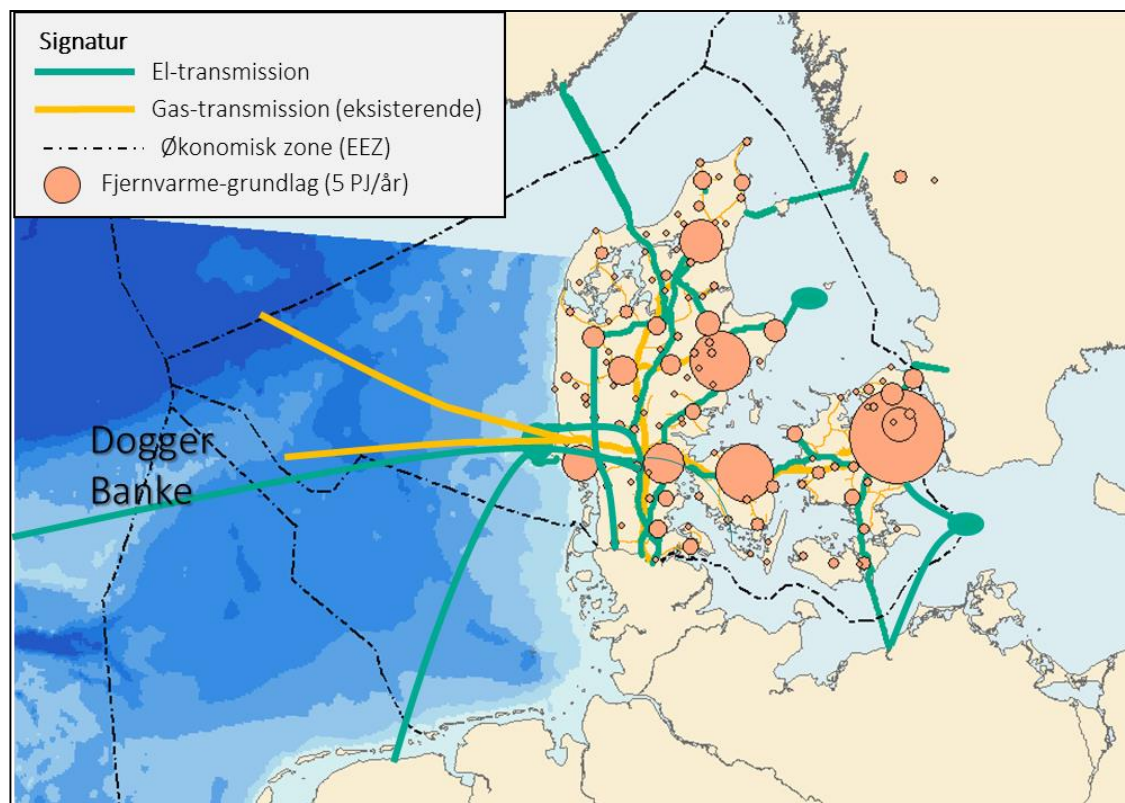 Signatur
El-transmission
Gas-transmission (eksisterende)
Økonomisk zone (EEZ)
Fjernvarme-grundlag (5 PJ/år)
Dogger
Banke